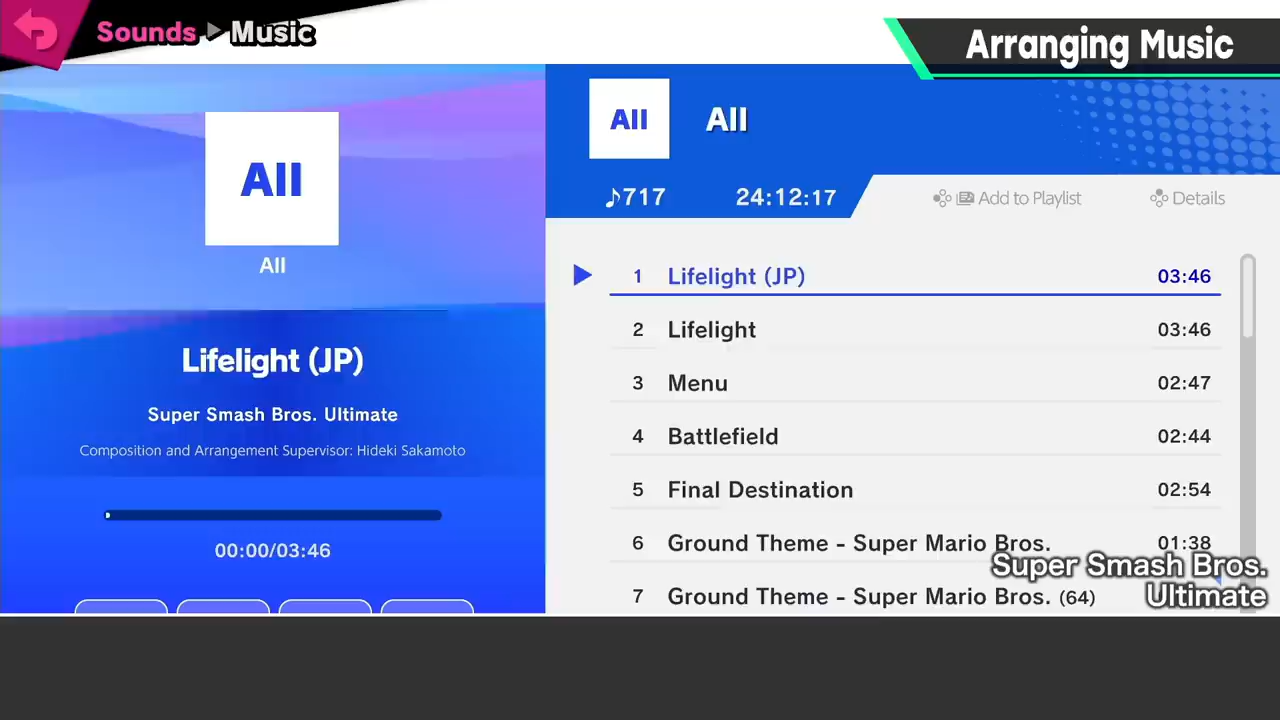 Sounds ▶ Music
Arranging Music
All
All
Lifelight (JP)
Super Smash Bros. Ultimate
Composition and Arrangement Supervisor: Hideki Sakamoto
00:00/03:46
All
All
♪717 24:12:17
Add to Playlist
Details
1 Lifelight (JP) 03:46
2 Lifelight 03:46
3 Menu 02:47
4 Battlefield 02:44
5 Final Destination 02:54
6 Ground Theme - Super Mario Bros. 01:38
7 Ground Theme - Super Mario Bros. (64)
Super Smash Bros.
Ultimate